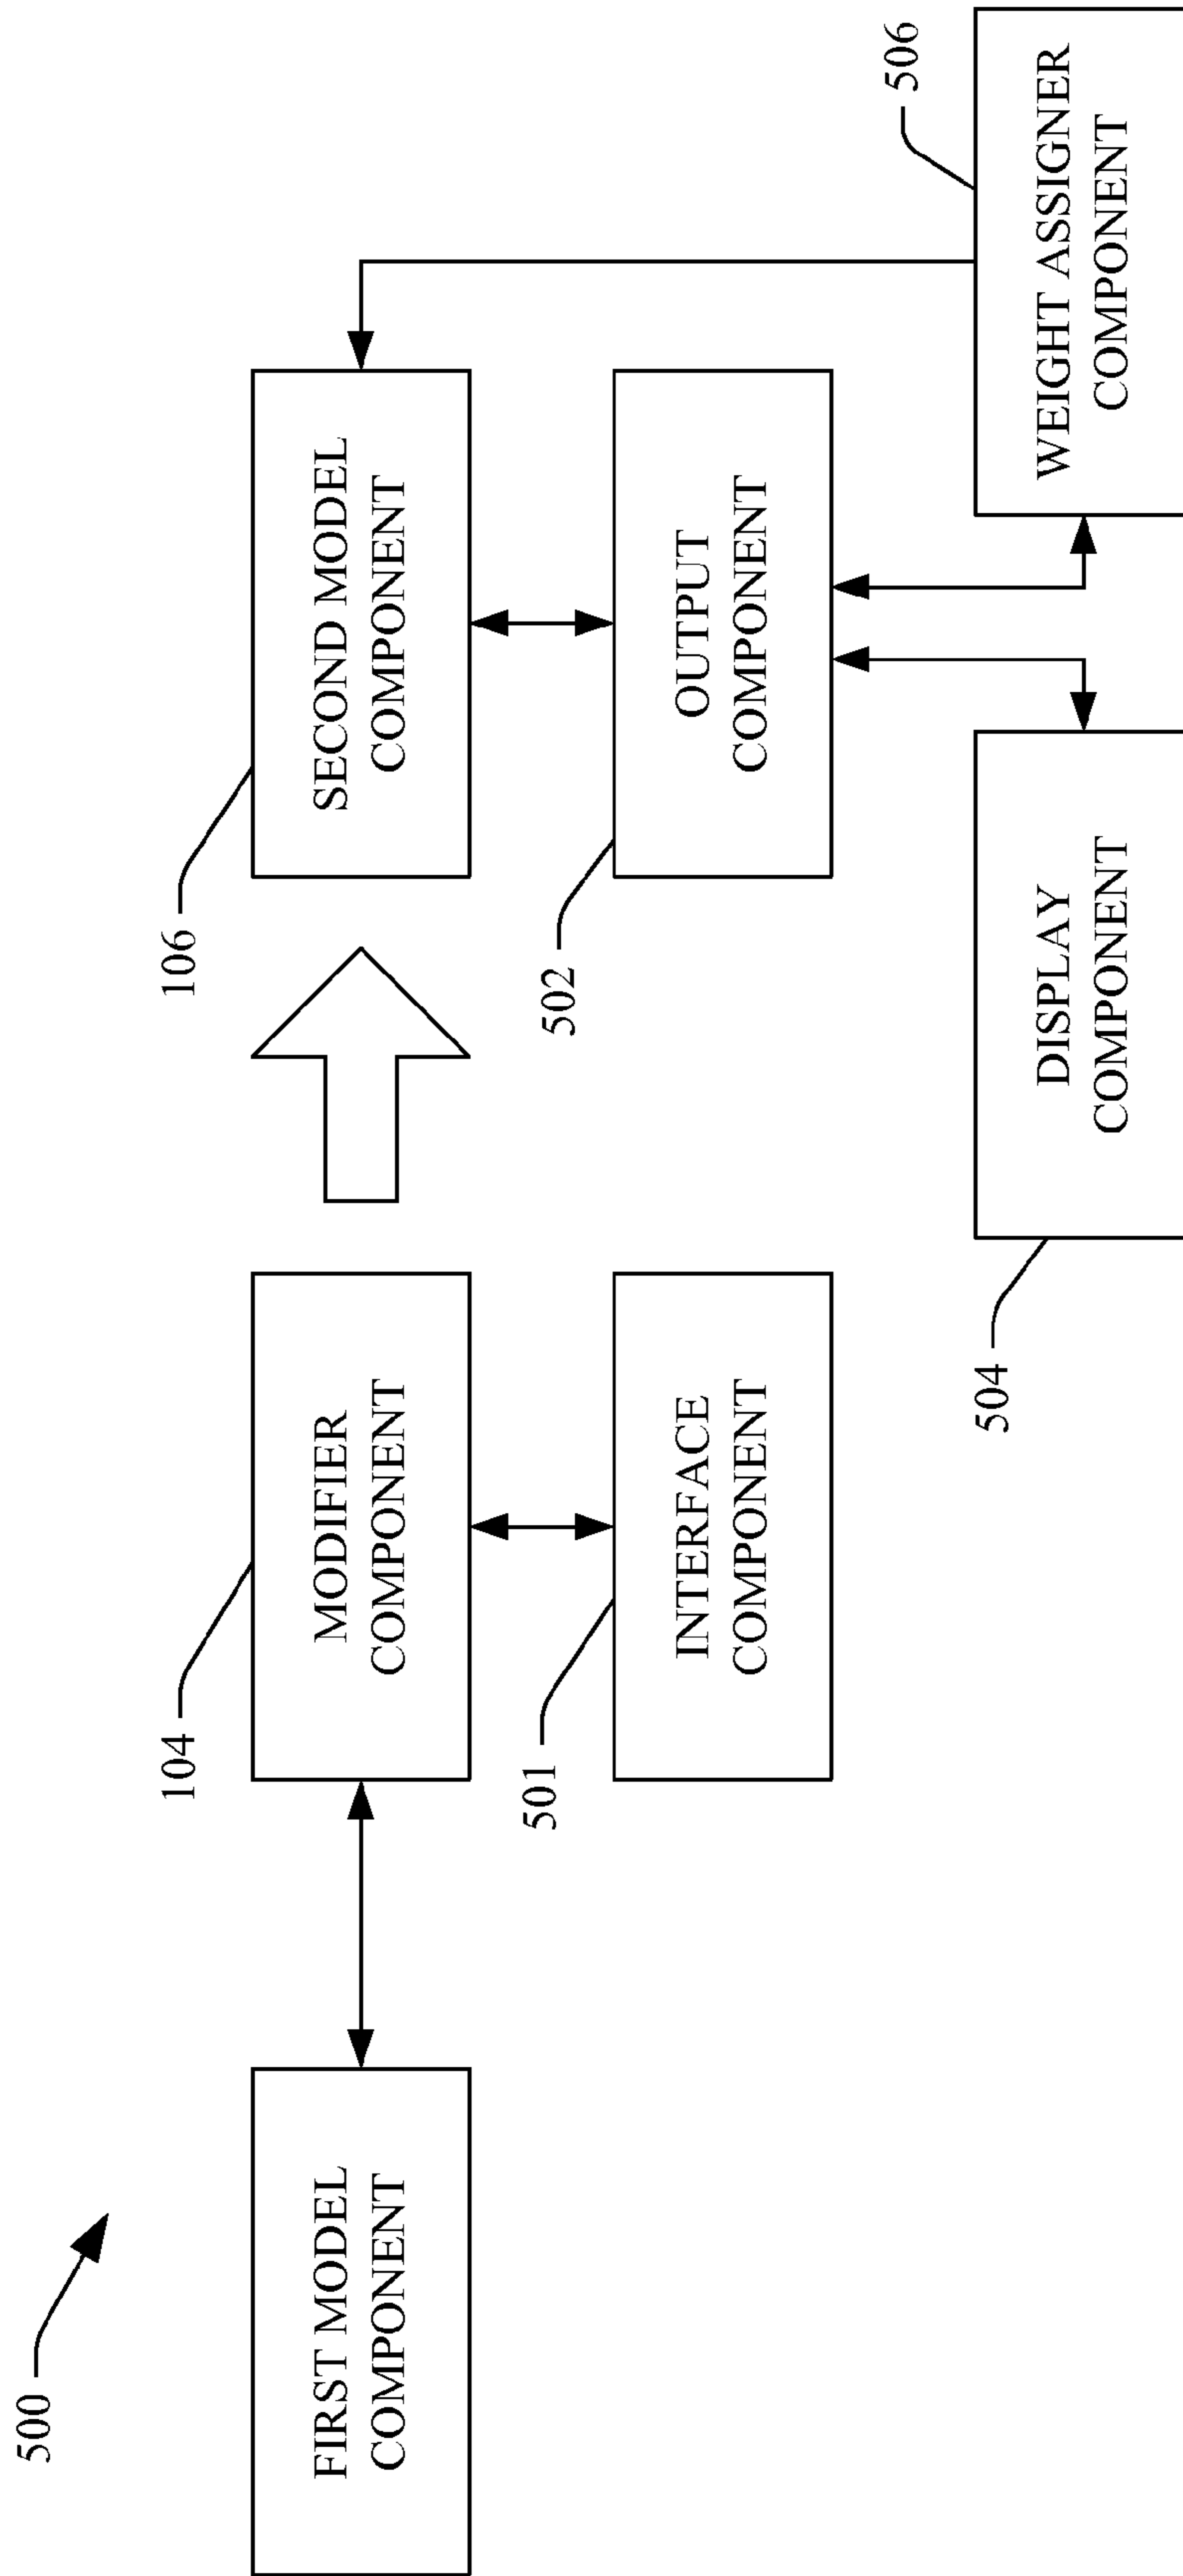 500
FIRST MODEL
COMPONENT
104
MODIFIER
COMPONENT
106
SECOND MODEL
COMPONENT
501
INTERFACE
COMPONENT
502
OUTPUT
COMPONENT
504
DISPLAY
COMPONENT
506
WEIGHT ASSIGNER
COMPONENT